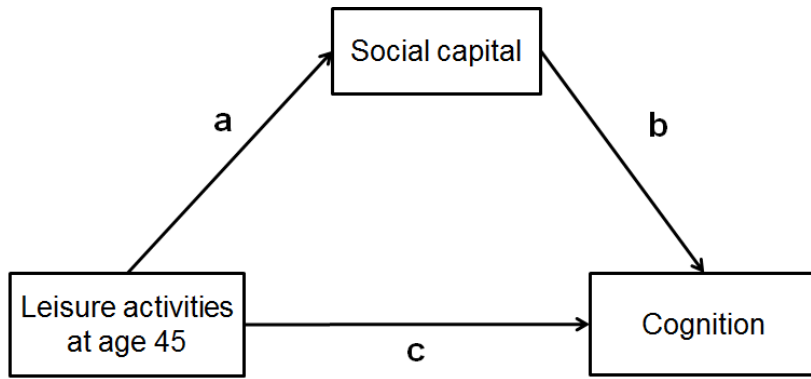 Social capital
a
b
Leisure activities
at age 45
c
Cognition